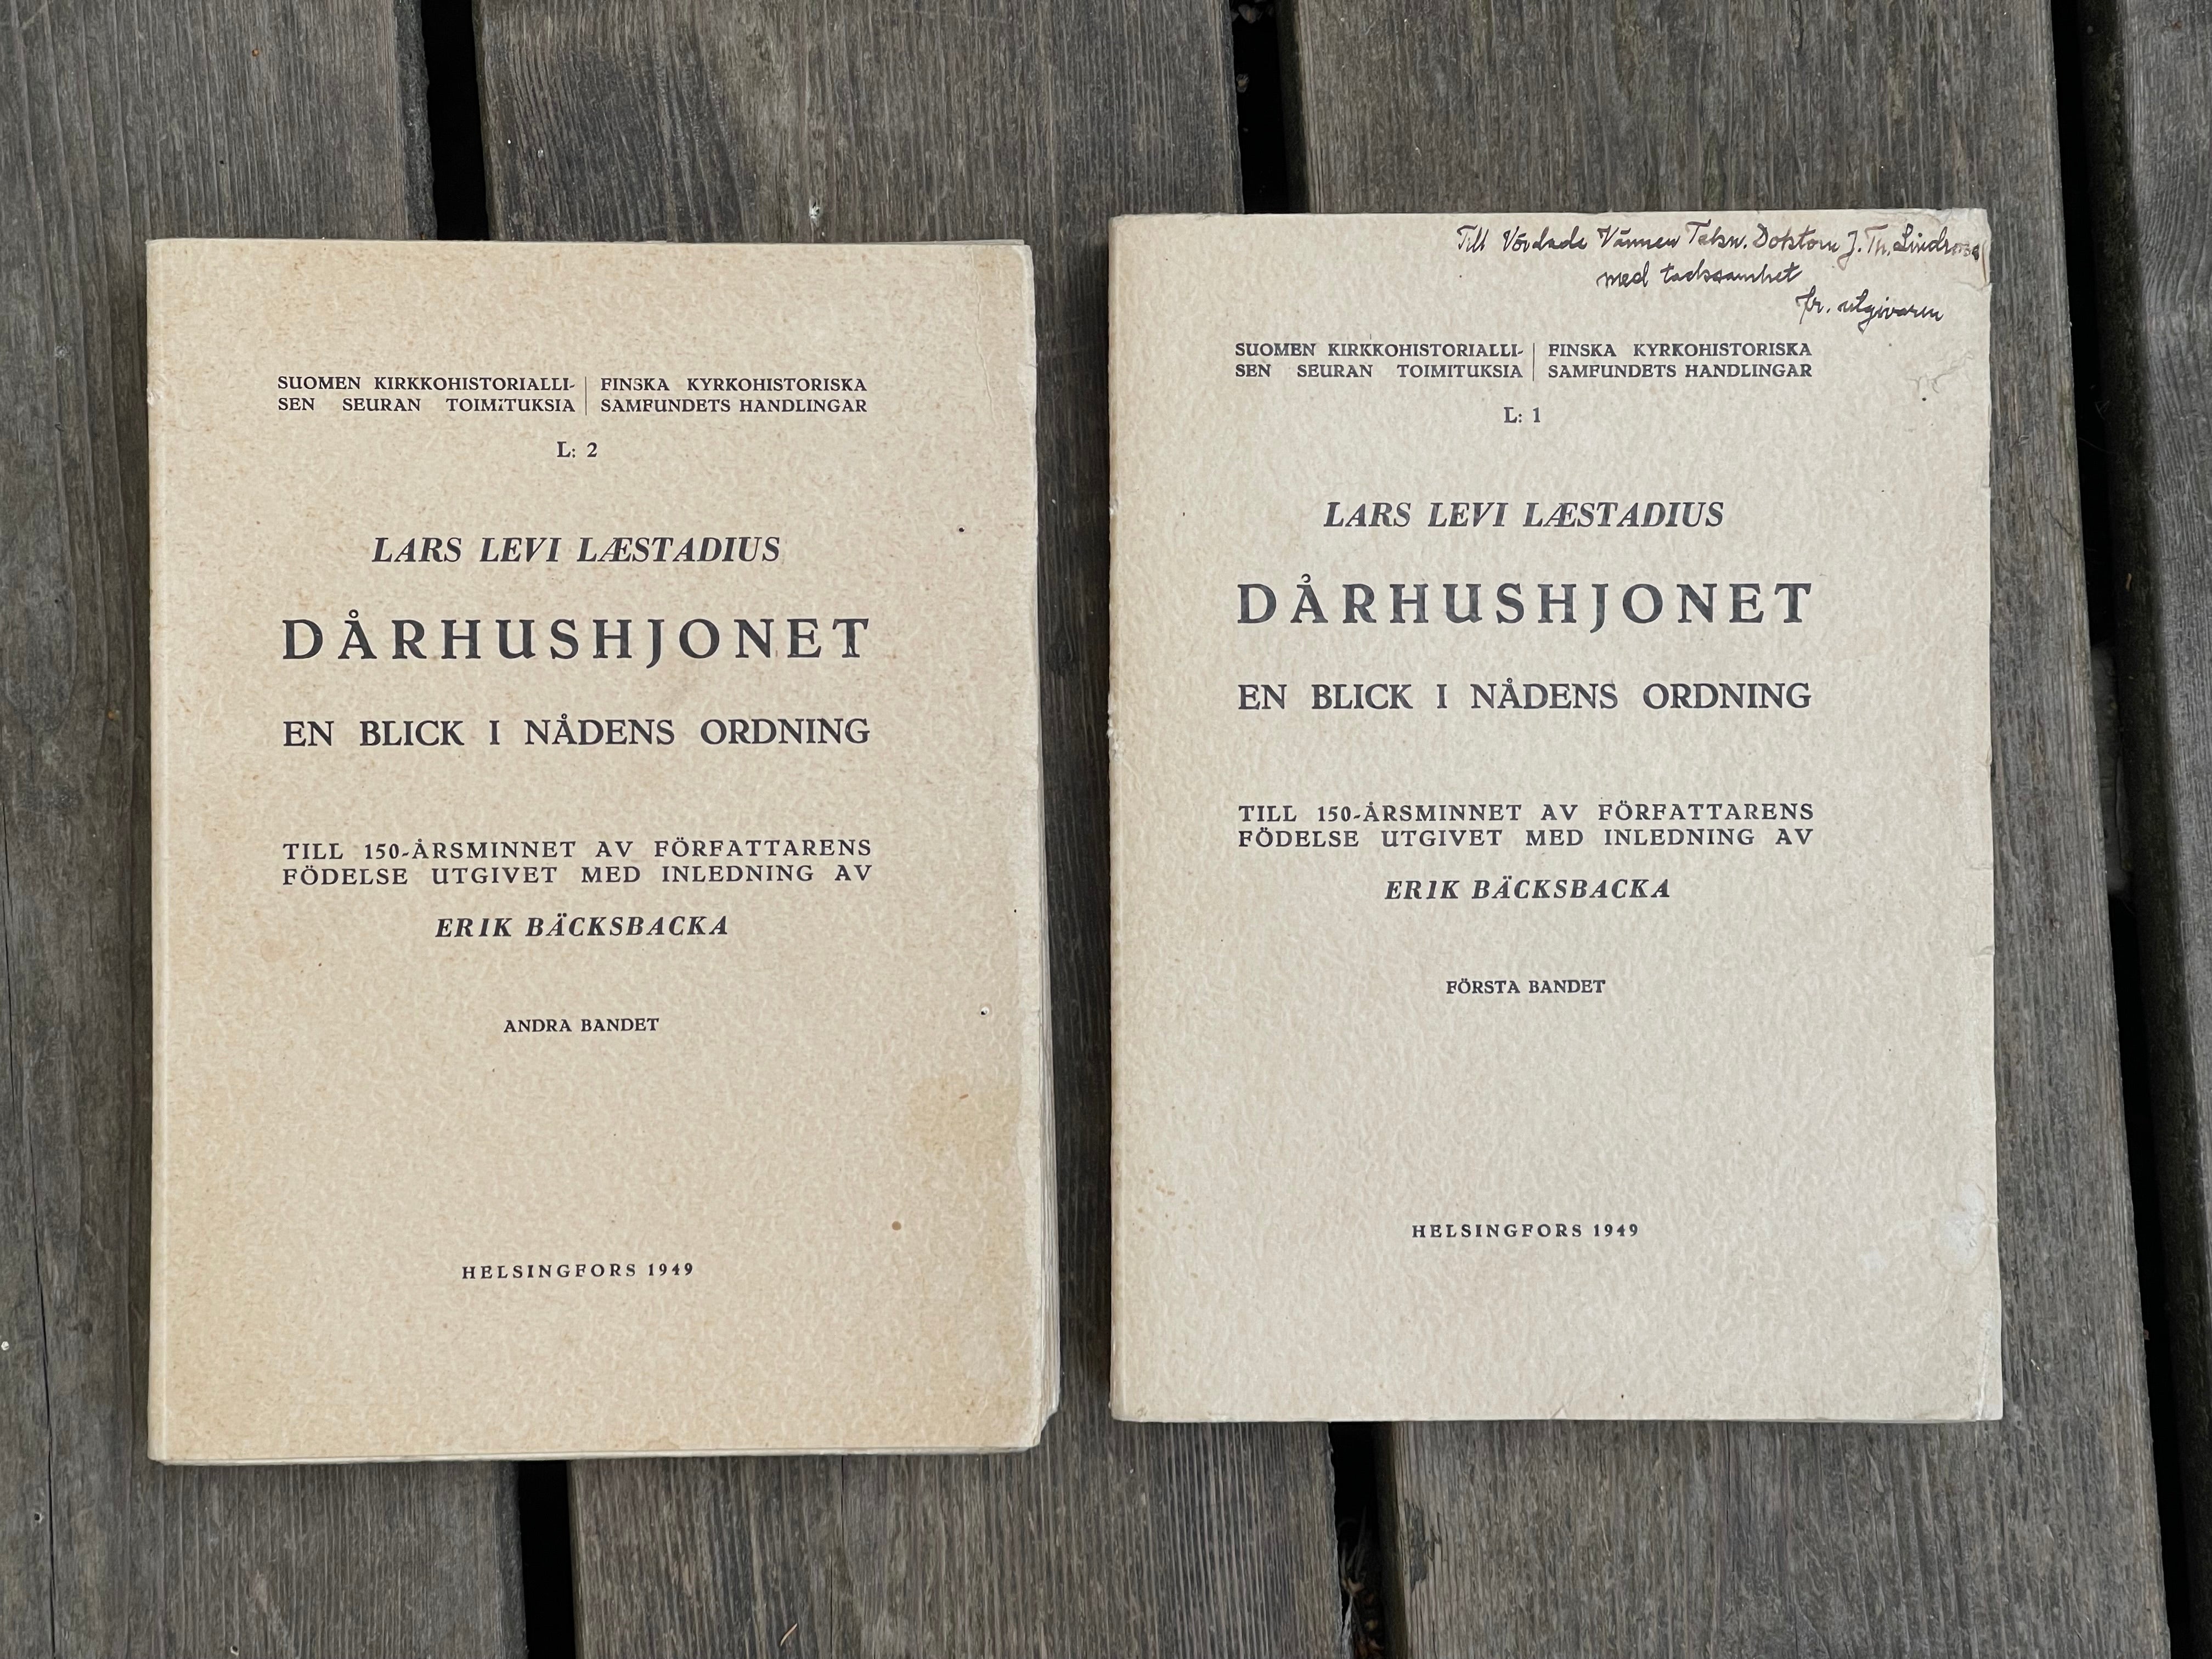 SUOMEN KIRKKOHISTORIALLI-
SEN SEURAN TOIMITUKSIA
FINSKA KYRKOHISTORISKA
SAMFUNDETS HANDLINGAR
L: 2
LARS LEVI LÆSTADIUS
DÅRHUSHJONET
EN BLICK I NÅDENS ORDNING
TILL 150-ÅRSMINNET AV FÖRFATTARENS
FÖDELSE UTGIVET MED INLEDNING AV
ERIK BÄCKSBACKA
ANDRA BANDET
HELSINGFORS 1949
Till Vördade Vännen Tekn. Doktorn J. Th. Lindroos
med tacksamhet
fr. utgivaren
SUOMEN KIRKKOHISTORIALLI-
SEN SEURAN TOIMITUKSIA
FINSKA KYRKOHISTORISKA
SAMFUNDETS HANDLINGAR
L: 1
LARS LEVI LÆSTADIUS
DÅRHUSHJONET
EN BLICK I NÅDENS ORDNING
TILL 150-ÅRSMINNET AV FÖRFATTARENS
FÖDELSE UTGIVET MED INLEDNING AV
ERIK BÄCKSBACKA
FÖRSTA BANDET
HELSINGFORS 1949